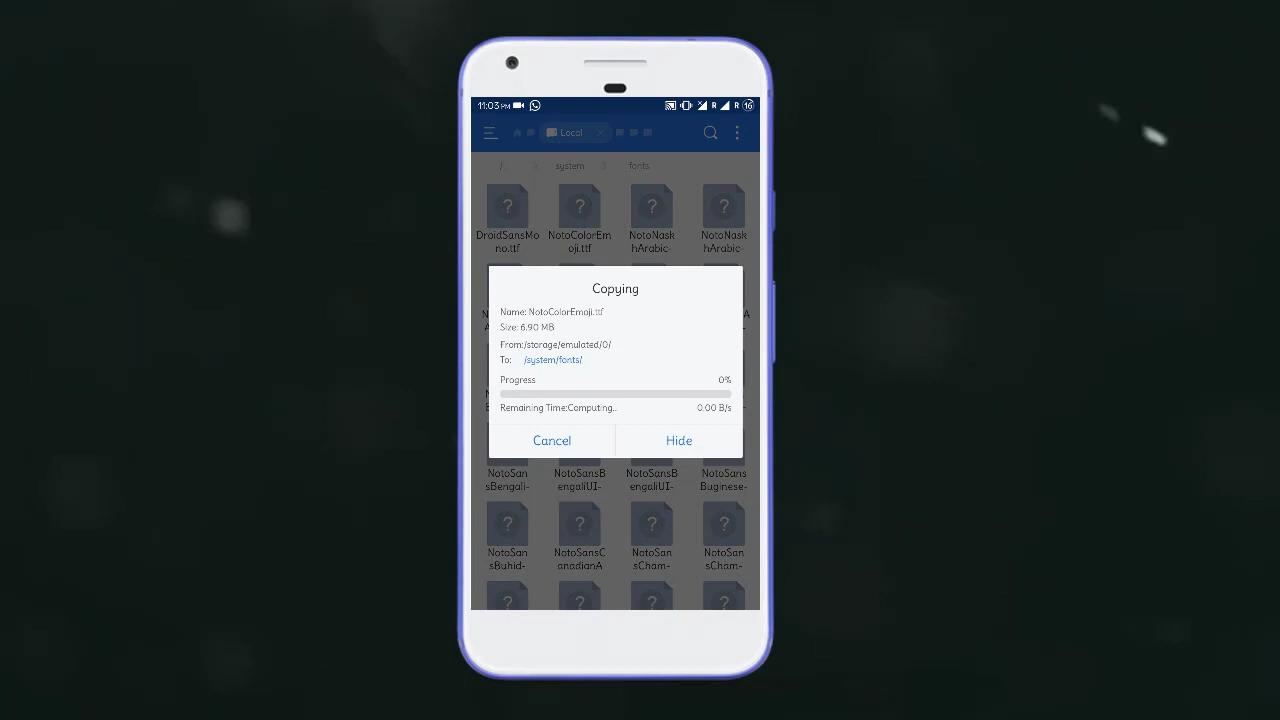 11:03 PM
R R 16
Local
/ system fonts
DroidSansMo NotoColorEm NotoNask NotoNask
no.ttf oji.ttf hArabic- hArabic-
Copying
Name: NotoColorEmoji.ttf
Size: 6.90 MB
From:/storage/emulated/0/
To: /system/fonts/
Progress 0%
Remaining Time:Computing.. 0.00 B/s
Cancel Hide
NotoSan NotoSansB NotoSansB NotoSans
sBengali- engaliUI- engaliUI- Buginese-
NotoSan NotoSansC NotoSan NotoSan
sBuhid- anadianA sCham- sCham-